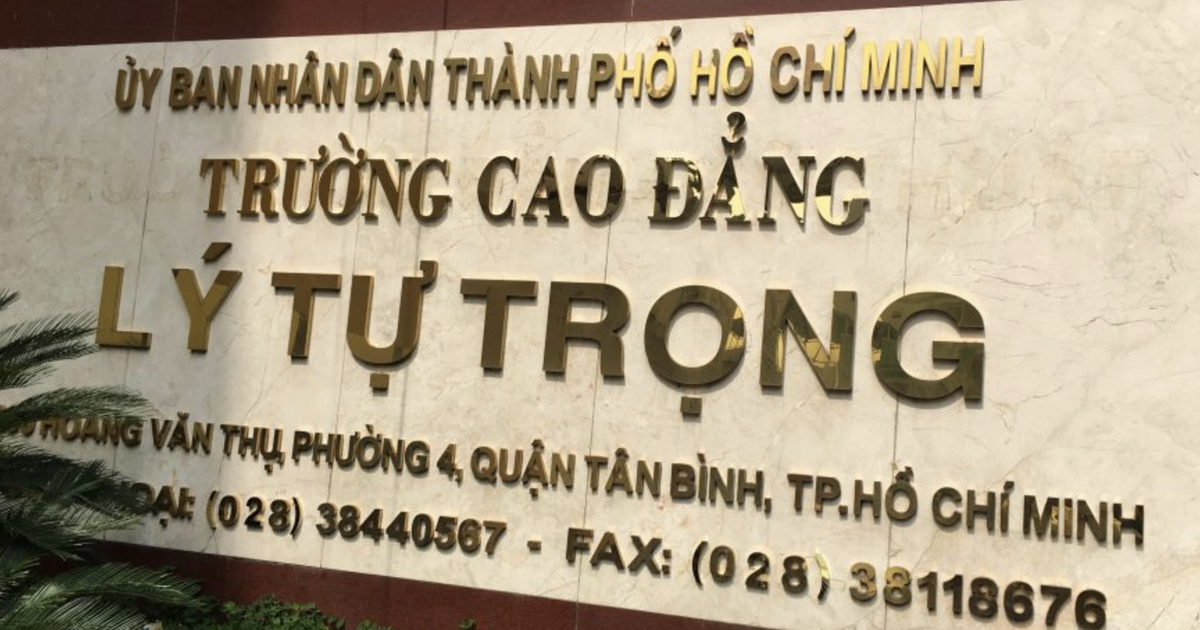 ỦY BAN NHÂN DÂN THÀNH PHỐ HỒ CHÍ MINH
TRƯỜNG CAO ĐẲNG
LÝ TỰ TRỌNG
HOÀNG VĂN THỤ, PHƯỜNG 4, QUẬN TÂN BÌNH, TP.HỒ CHÍ MINH
(028) 38440567 - FAX: (028) 38118676